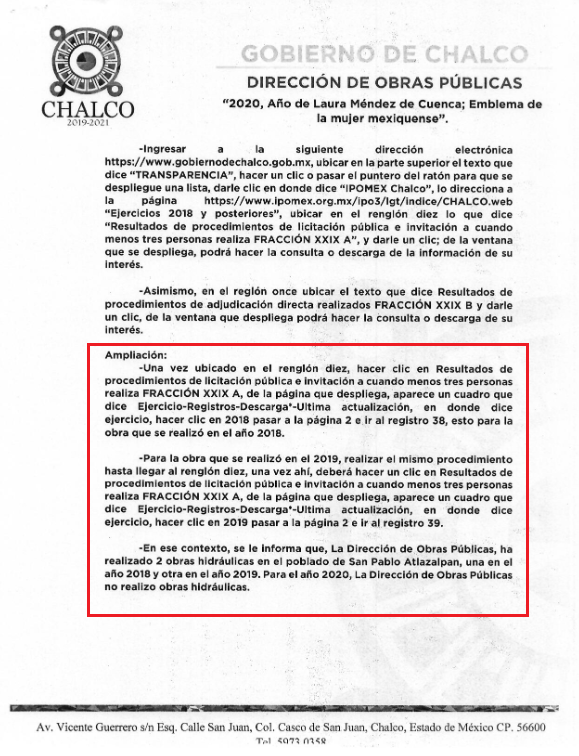 GOBIERNO DE CHALCO
DIRECCIÓN DE OBRAS PÚBLICAS
"2020, Año de Laura Méndez de Cuenca; Emblema de
la mujer mexiquense".
CHALCO
2019-2021
-Ingresar a la siguiente dirección electrónica
https://www.gobiernodechalco.gob.mx, ubicar en la parte superior el texto que
dice "TRANSPARENCIA", hacer un clic o pasar el puntero del ratón para que se
despliegue una lista, darle clic en donde dice "IPOMEX Chalco", lo direcciona a
la página https://www.ipomex.org.mx/ipo3/lgt/indice/CHALCO.web
"Ejercicios 2018 y posteriores", ubicar en el renglón diez lo que dice
"Resultados de procedimientos de licitación pública e invitación a cuando
menos tres personas realiza FRACCIÓN XXIX A", y darle un clic; de la ventana
que se despliega, podrá hacer la consulta o descarga de la información de su
interés.
-Asimismo, en el reglón once ubicar el texto que dice Resultados de
procedimientos de adjudicación directa realizados FRACCIÓN XXIX B y darle
un clic, de la ventana que despliega podrá hacer la consulta o descarga de su
interés.
Ampliación:
-Una vez ubicado en el renglón diez, hacer clic en Resultados de
procedimientos de licitación pública e invitación a cuando menos tres personas
realiza FRACCIÓN XXIX A, de la página que despliega, aparece un cuadro que
dice Ejercicio-Registros-Descarga*-Ultima actualización, en donde dice
ejercicio, hacer clic en 2018 pasar a la página 2 e ir al registro 38, esto para la
obra que se realizó en el año 2018.
-Para la obra que se realizó en el 2019, realizar el mismo procedimiento
hasta llegar al renglón diez, una vez ahí, deberá hacer un clic en Resultados de
procedimientos de licitación pública e invitación a cuando menos tres personas
realiza FRACCIÓN XXIX A, de la página que despliega, aparece un cuadro que
dice Ejercicio-Registros-Descarga*-Ultima actualización, en donde dice
ejercicio, hacer clic en 2019 pasar a la página 2 e ir al registro 39.
-En ese contexto, se le informa que, La Dirección de Obras Públicas, ha
realizado 2 obras hidráulicas en el poblado de San Pablo Atlazalpan, una en el
año 2018 y otra en el año 2019. Para el año 2020, La Dirección de Obras Públicas
no realizo obras hidráulicas.
Av. Vicente Guerrero s/n Esq. Calle San Juan, Col. Casco de San Juan, Chalco, Estado de México CP. 56600
Tel. 5973 0358